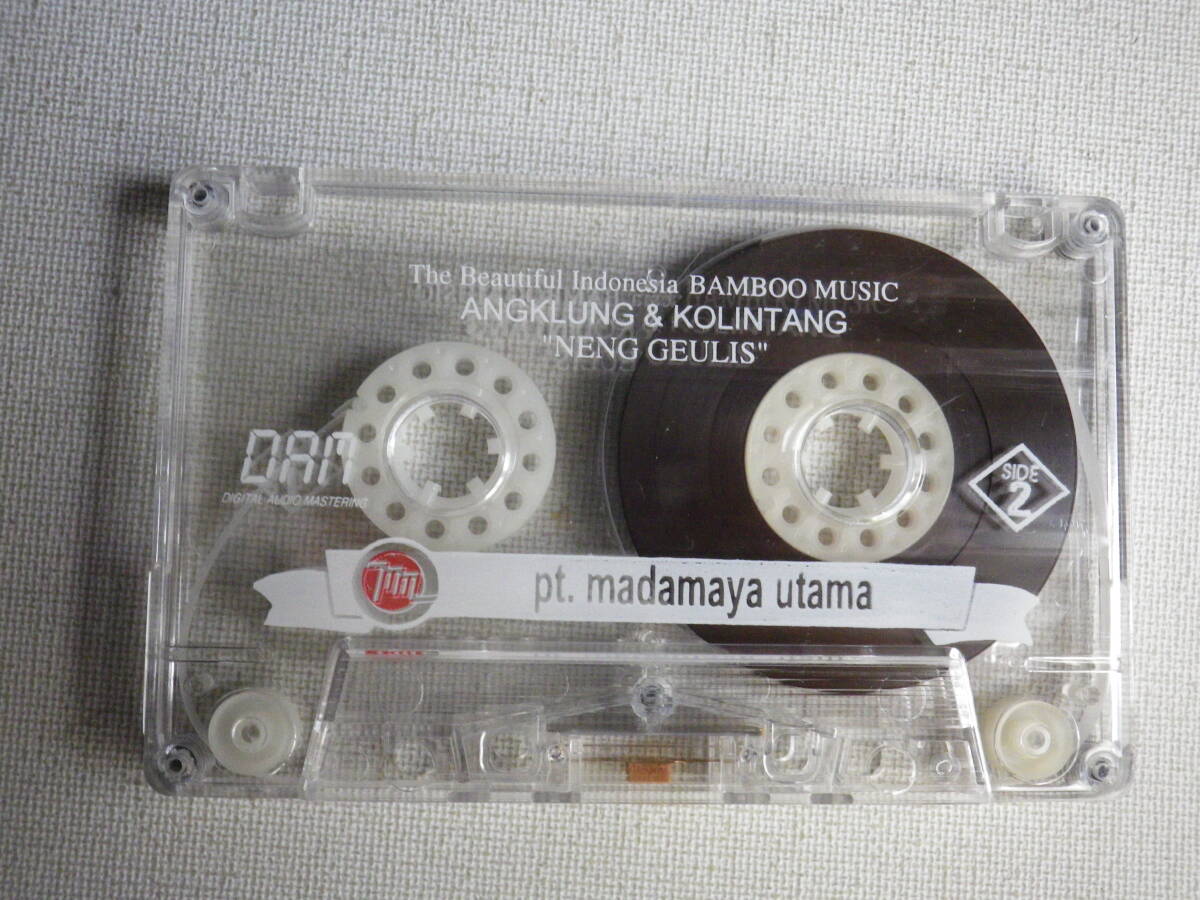 The Beautiful Indonesia BAMBOO MUSIC
ANGKLUNG & KOLINTANG
"NENG GEULIS"
DAM
DIGITAL AUDIO MASTERING
SIDE
2
pt. madamaya utama